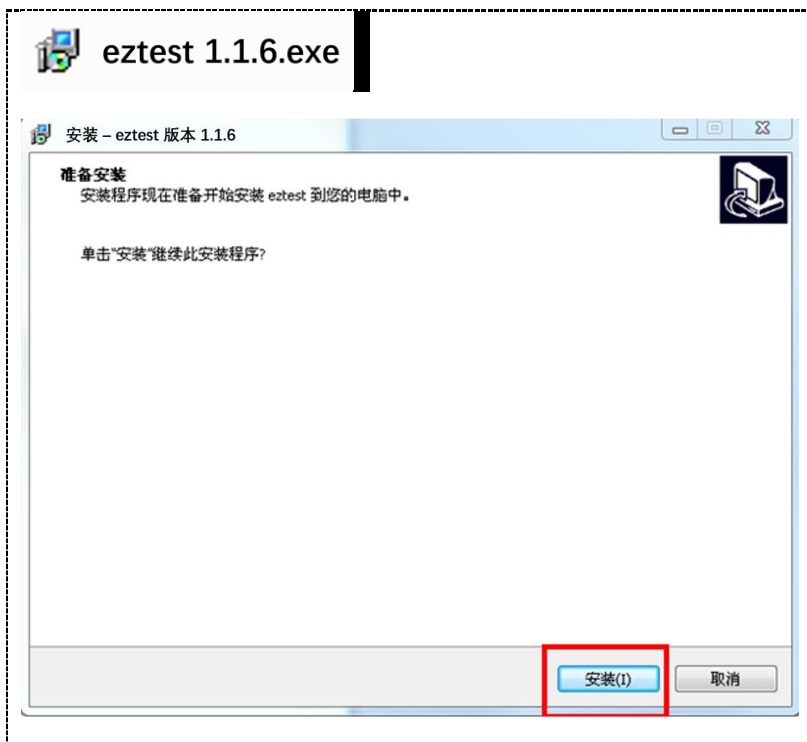 eztest 1.1.6.exe
安装 – eztest 版本 1.1.6
准备安装
安装程序现在准备开始安装 eztest 到您的电脑中。
单击“安装”继续此安装程序?
安装(I)
取消